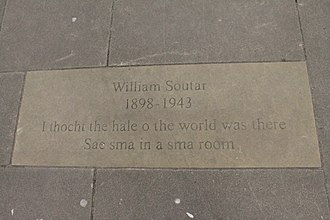 William Soutar
1898-1943
I thocht the hale o the world was there
Sae sma in a sma room